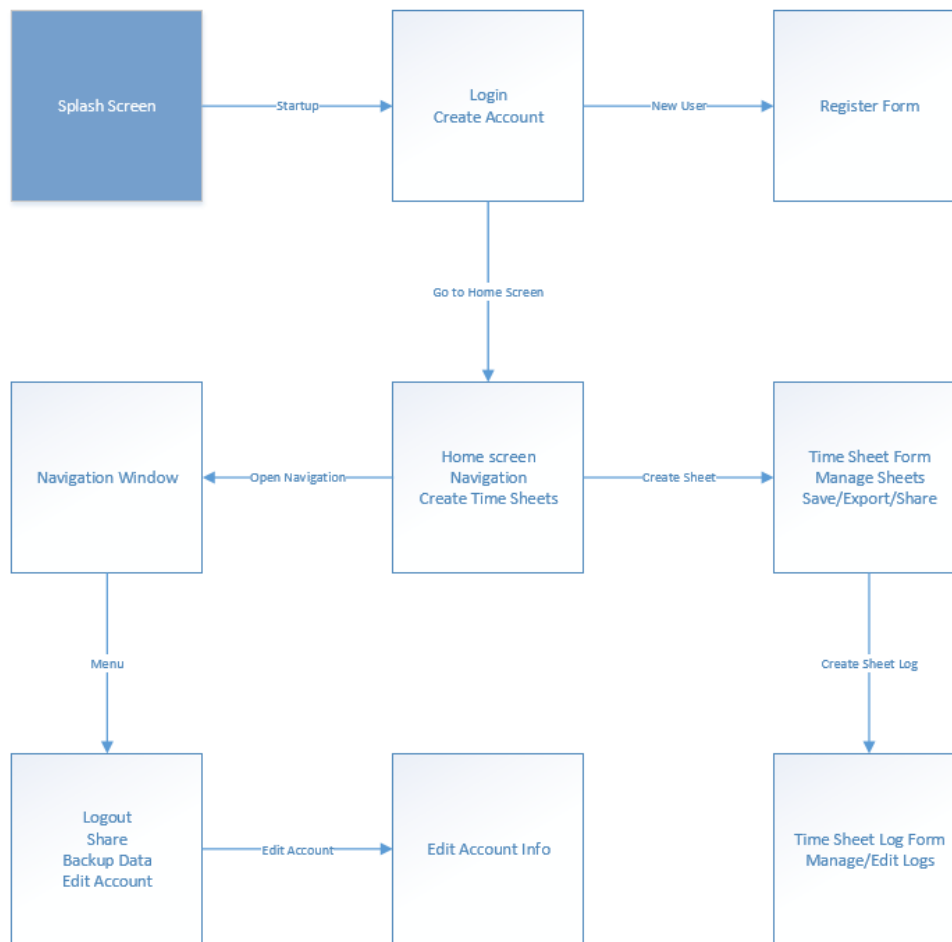 Splash Screen
Startup
Login
Create Account
New User
Register Form
Go to Home Screen
Navigation Window
Open Navigation
Home screen
Navigation
Create Time Sheets
Create Sheet
Time Sheet Form
Manage Sheets
Save/Export/Share
Menu
Create Sheet Log
Logout
Share
Backup Data
Edit Account
Edit Account
Edit Account Info
Time Sheet Log Form
Manage/Edit Logs